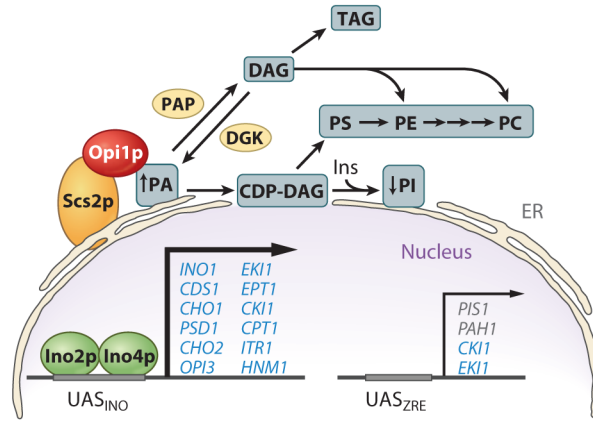 TAG
DAG
PAP
DGK
PS PE PC
Opi1p
↑PA
Scs2p
CDP-DAG
Ins
↓PI
ER
Nucleus
INO1 EKI1
CDS1 EPT1
CHO1 CKI1
PSD1 CPT1
CHO2 ITR1
OPI3 HNM1
PIS1
PAH1
CKI1
EKI1
Ino2p Ino4p
UASINO
UASZRE